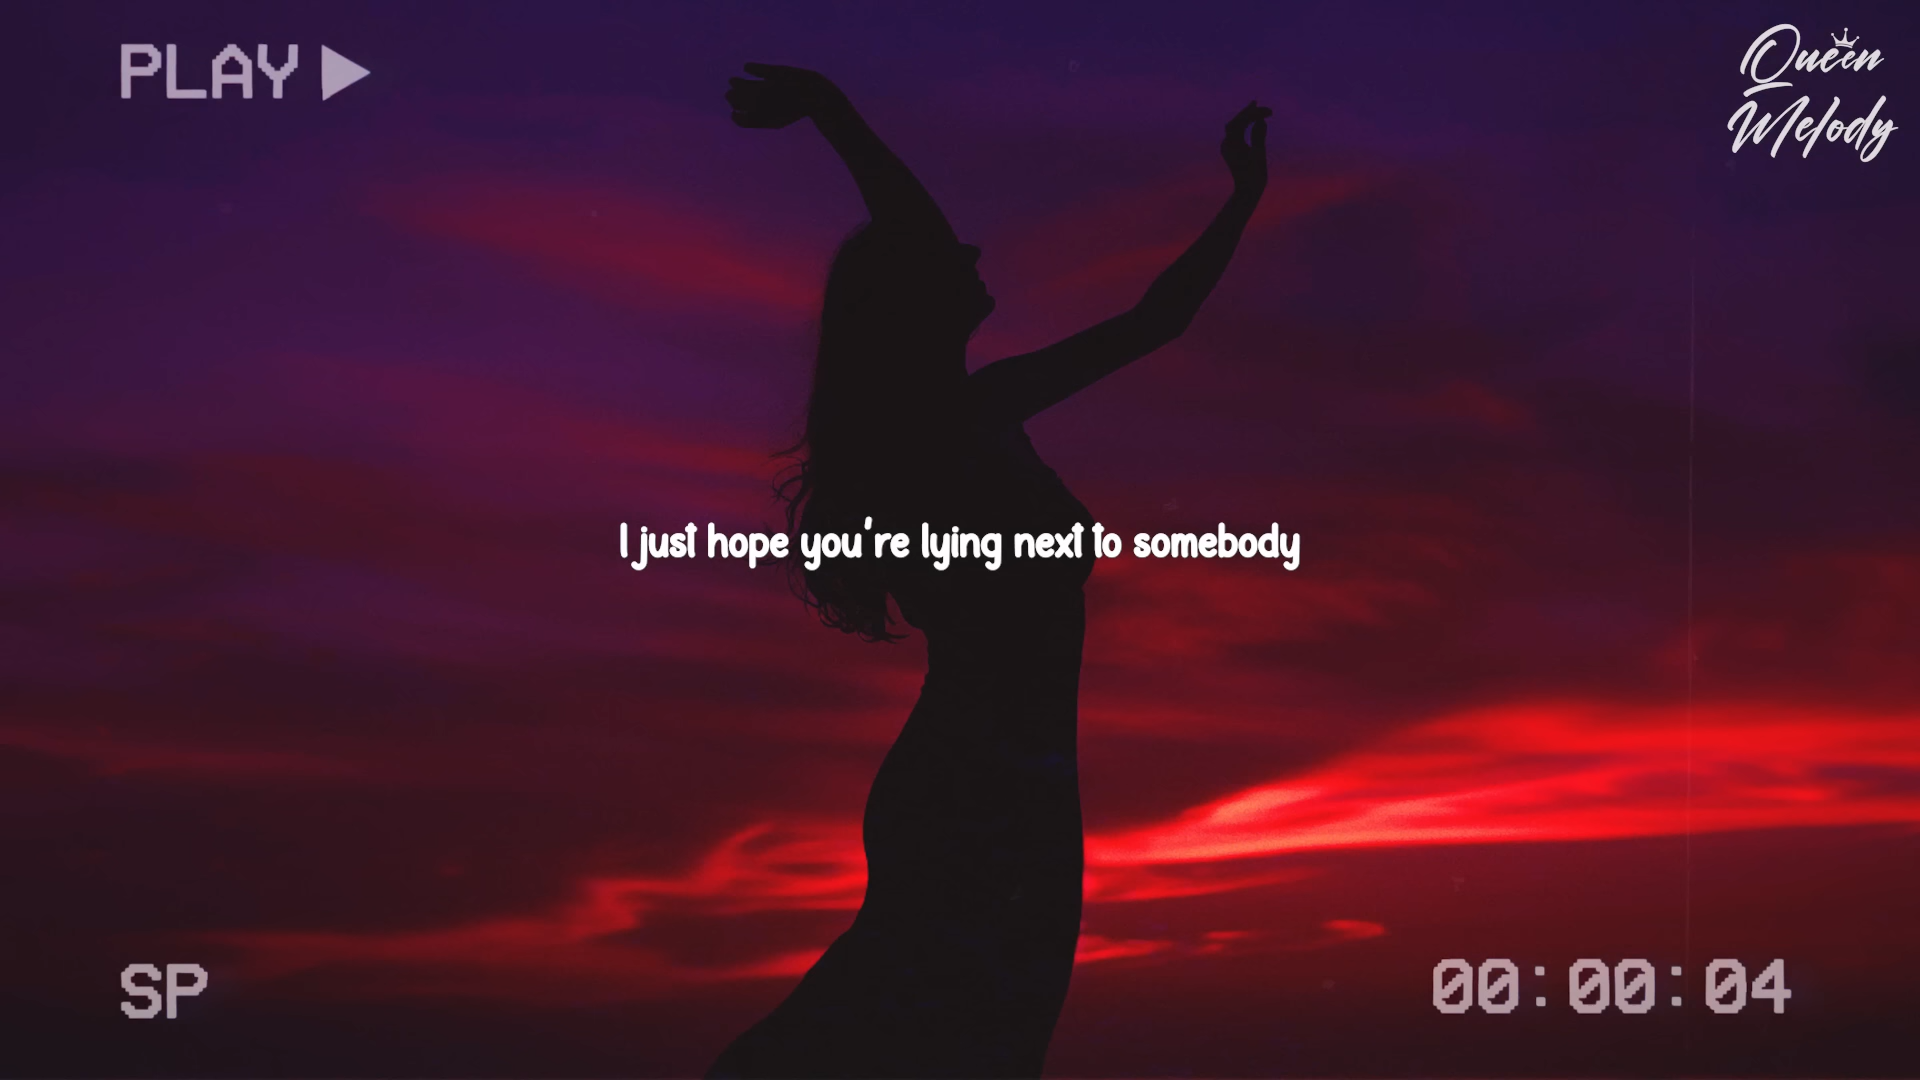 PLAY
Queen
Melody
I just hope you're lying next to somebody
SP
00:00:04